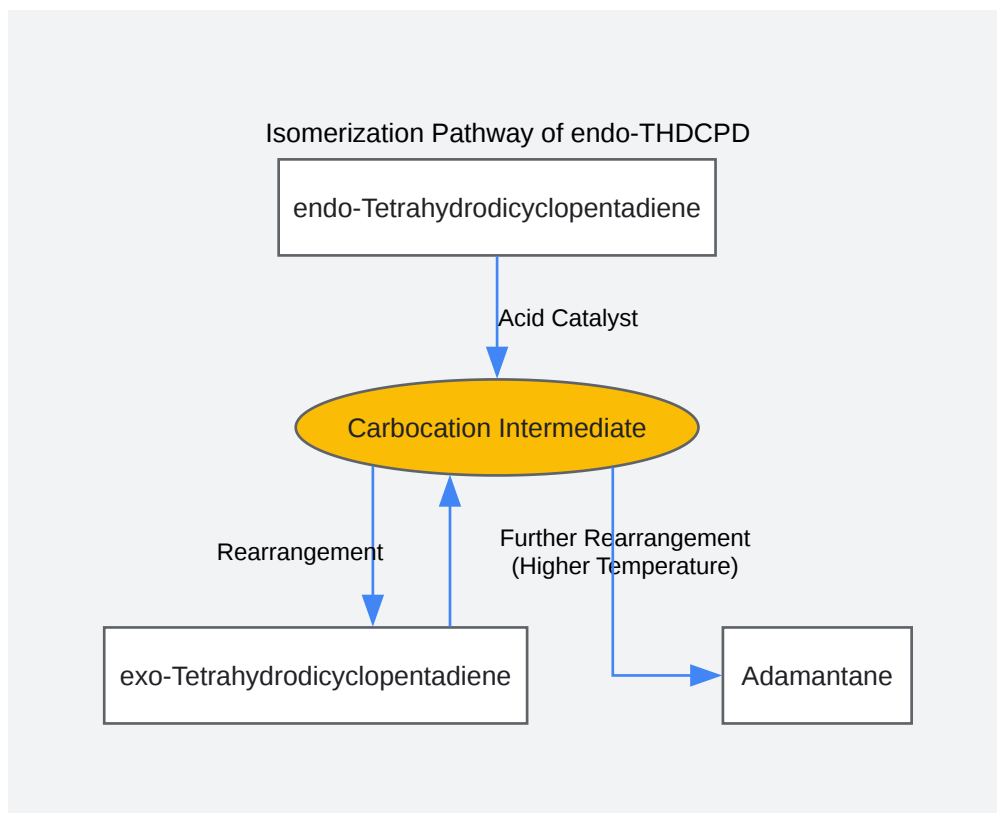 Isomerization Pathway of endo-THDCPD
endo-Tetrahydrodicyclopentadiene
Acid Catalyst
Carbocation Intermediate
Rearrangement
Further Rearrangement
(Higher Temperature)
exo-Tetrahydrodicyclopentadiene
Adamantane